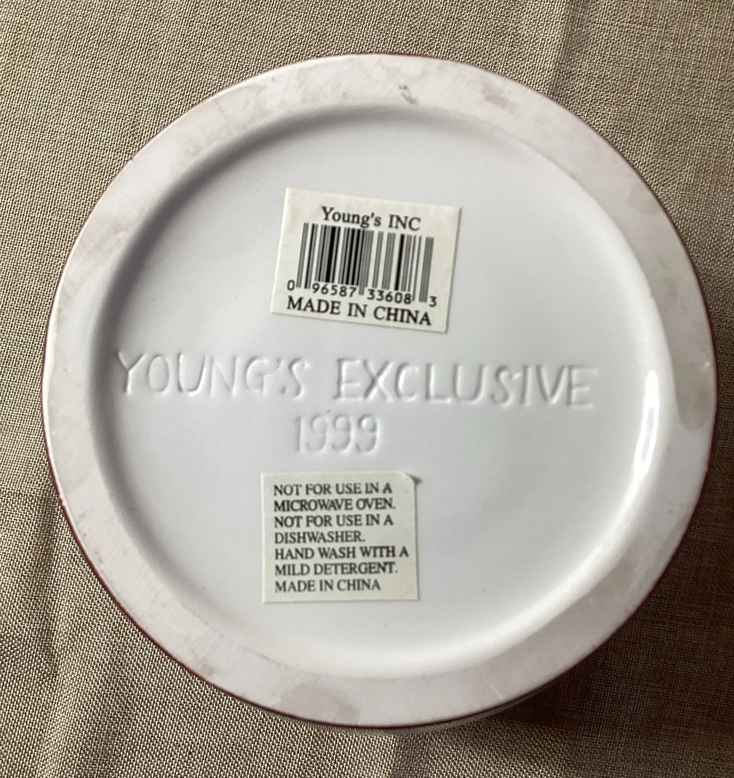 Young's INC
0 96587 33608 3
MADE IN CHINA
YOUNG'S EXCLUSIVE
1999
NOT FOR USE IN A
MICROWAVE OVEN.
NOT FOR USE IN A
DISHWASHER.
HAND WASH WITH A
MILD DETERGENT.
MADE IN CHINA